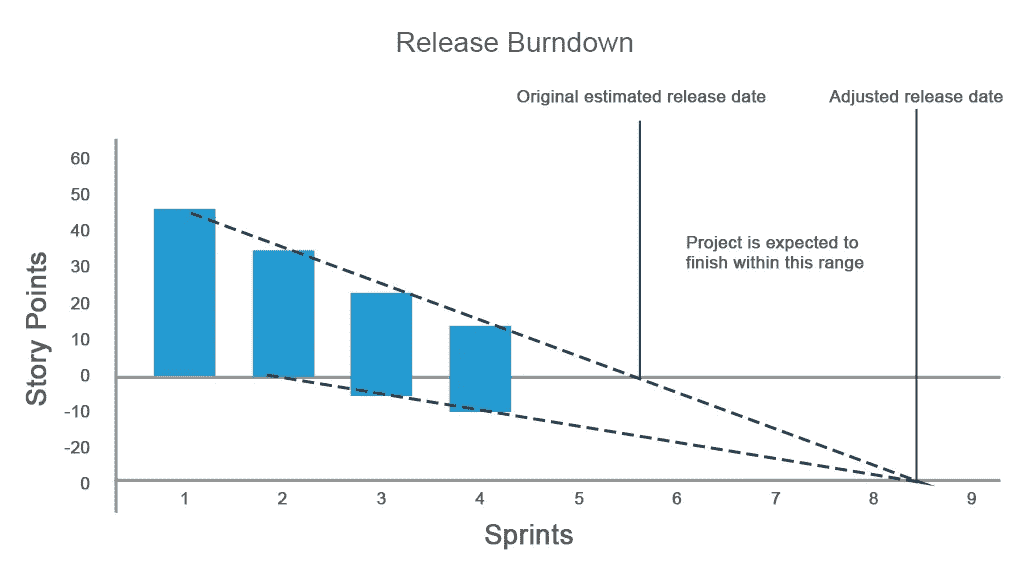 Release Burndown
Original estimated release date
Adjusted release date
Project is expected to
finish within this range
Story Points
60
50
40
30
20
10
0
-10
-20
0
1
2
3
4
5
6
7
8
9
Sprints